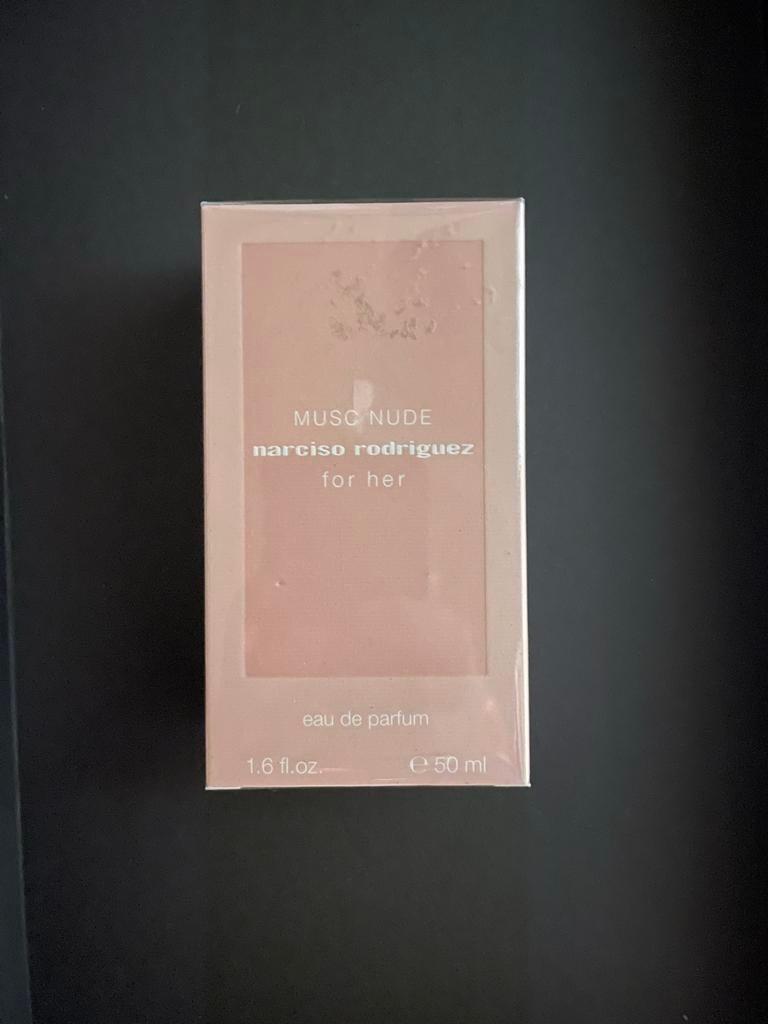 MUSC NUDE
narciso rodriguez
for her
eau de parfum
1.6 fl.oz. ℮ 50 ml